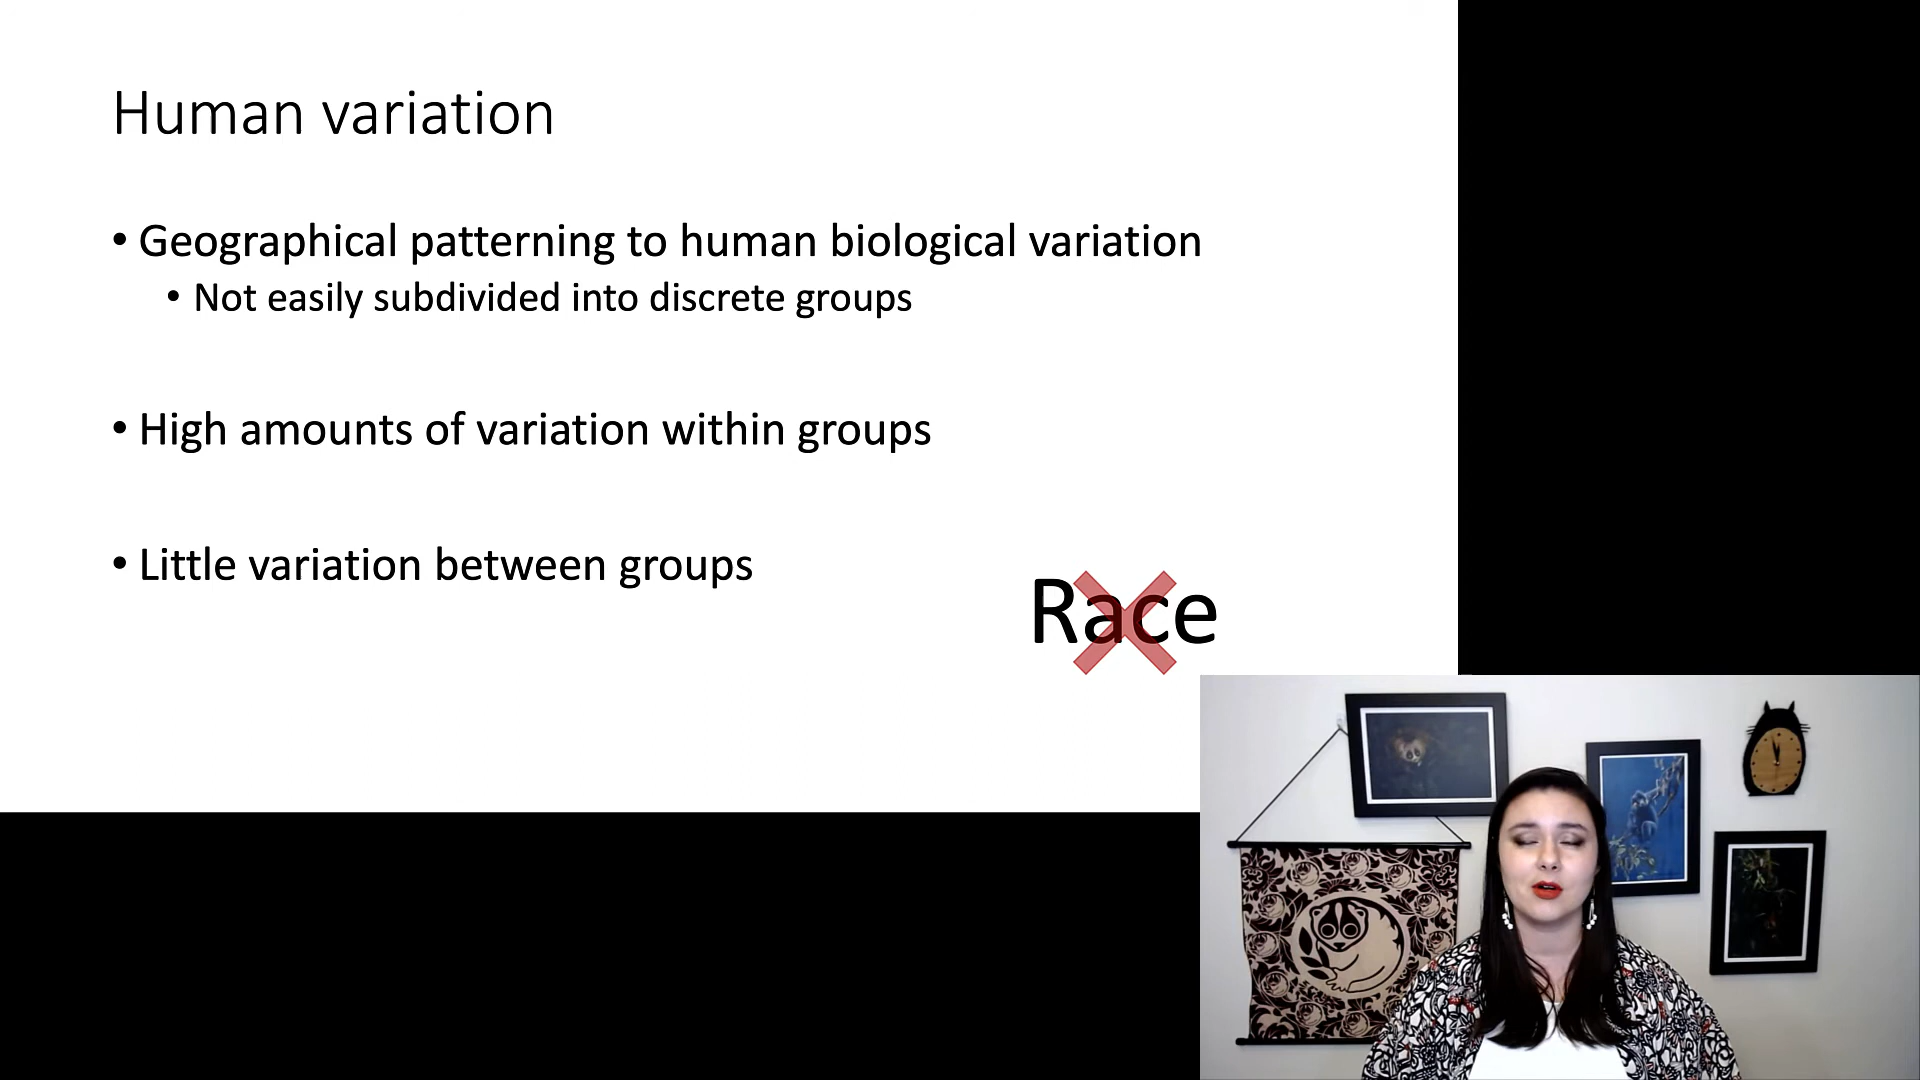 Human variation
• Geographical patterning to human biological variation
• Not easily subdivided into discrete groups
• High amounts of variation within groups
• Little variation between groups
Race